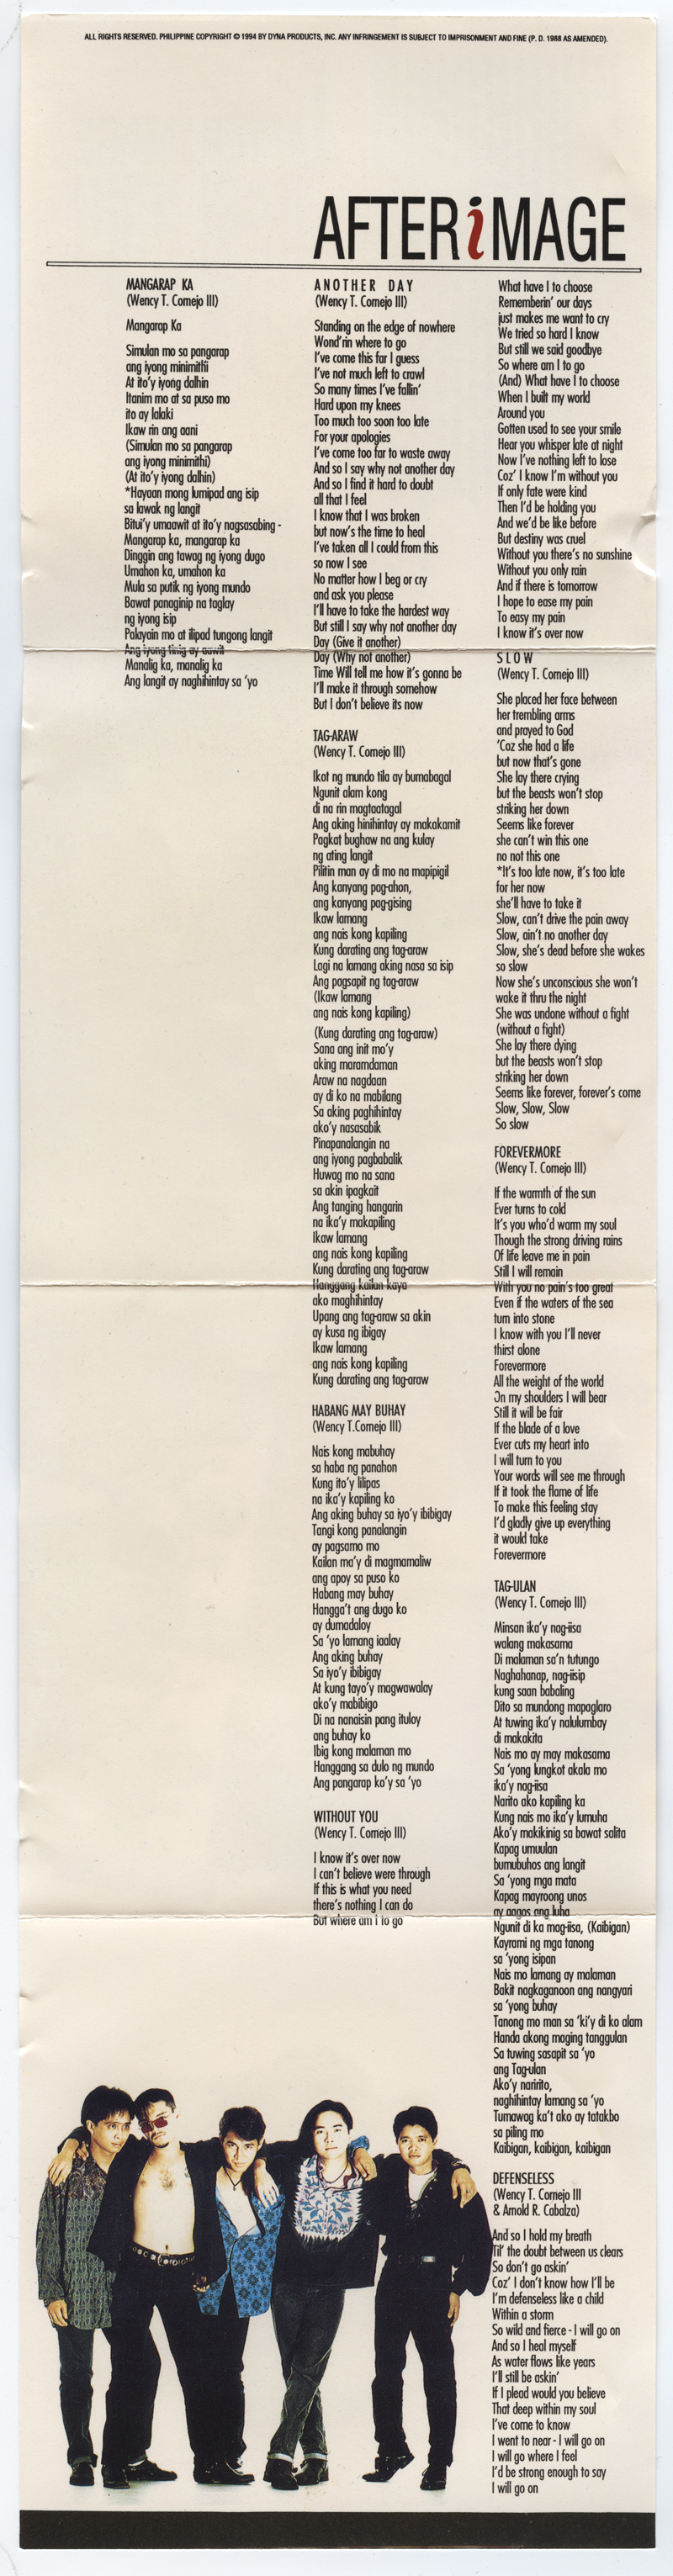 ALL RIGHTS RESERVED. PHILIPPINE COPYRIGHT © 1994 BY DYNA PRODUCTS, INC. ANY INFRINGEMENT IS SUBJECT TO IMPRISONMENT AND FINE (P. D. 1988 AS AMENDED).
AFTERiMAGE
MANGARAP KA
(Wency T. Cornejo III)
Mangarap Ka
Simulan mo sa pangarap
ang iyong minimithi
At ito'y iyong dalhin
Itanim mo at sa puso mo
ito ay lalaki
Ikaw rin ang aani
(Simulan mo sa pangarap
ang iyong minimithi)
(At ito'y iyong dalhin)
*Hayaan mong lumipad ang isip
sa lawak ng langit
Bitui'y umaawit at ito'y nagsasabing -
Mangarap ka, mangarap ka
Dinggin ang tawag ng iyong dugo
Umahon ka, umahon ka
Mula sa putik ng iyong mundo
Bawat panaginip na taglay
ng iyong isip
Palayain mo at ilipad tungong langit
Ang iyong tinig ay aawit
Manalig ka, manalig ka
Ang langit ay naghihintay sa 'yo
ANOTHER DAY
(Wency T. Cornejo III)
Standing on the edge of nowhere
Wond'rin where to go
I've come this far I guess
I've not much left to crawl
So many times I've fallin'
Hard upon my knees
Too much too soon too late
For your apologies
I've come too far to waste away
And so I say why not another day
And so I find it hard to doubt
all that I feel
I know that I was broken
but now's the time to heal
I've taken all I could from this
so now I see
No matter how I beg or cry
and ask you please
I'll have to take the hardest way
But still I say why not another day
Day (Give it another)
Day (Why not another)
Time Will tell me how it's gonna be
I'll make it through somehow
But I don't believe its now
TAG-ARAW
(Wency T. Cornejo III)
Ikot ng mundo tila ay bumabagal
Ngunit alam kong
di na rin magtaatagal
Ang aking hinihintay ay makakamit
Pagkat bughaw na ang kulay
ng ating langit
Pilitin man ay di mo na mapipigil
Ang kanyang pag-ahon,
ang kanyang pag-gising
Ikaw lamang
ang nais kong kapiling
Kung darating ang tag-araw
Lagi na lamang aking nasa sa isip
Ang pagsapit ng tag-araw
(Ikaw lamang
ang nais kong kapiling)
(Kung darating ang tag-araw)
Sana ang init mo'y
aking maramdaman
Araw na nagdaan
ay di ko na mabilang
Sa aking paghihintay
ako'y nasasabik
Pinapanalangin na
ang iyong pagbabalik
Huwag mo na sana
sa akin ipagkait
Ang tanging hangarin
na ika'y makapiling
Ikaw lamang
ang nais kong kapiling
Kung darating ang tag-araw
Hanggang kailan kaya
ako maghihintay
Upang ang tag-araw sa akin
ay kusa ng ibigay
Ikaw lamang
ang nais kong kapiling
Kung darating ang tag-araw
HABANG MAY BUHAY
(Wency T.Cornejo III)
Nais kong mabuhay
sa haba ng panahon
Kung ito'y lilipas
na ika'y kapiling ko
Ang aking buhay sa iyo'y ibibigay
Tangi kong panalangin
ay pagsamo mo
Kailan ma'y di magmamaliw
ang apoy sa puso ko
Habang may buhay
Hangga't ang dugo ko
ay dumadaloy
Sa 'yo lamang iaalay
Ang aking buhay
Sa iyo'y ibibigay
At kung tayo'y magwawalay
ako'y mabibigo
Di na nanaisin pang ituloy
ang buhay ko
Ibig kong malaman mo
Hanggang sa dulo ng mundo
Ang pangarap ko'y sa 'yo
WITHOUT YOU
(Wency T. Cornejo III)
I know it's over now
I can't believe were through
If this is what you need
there's nothing I can do
But where am i to go
What have I to choose
Rememberin' our days
just makes me want to cry
We tried so hard I know
But still we said goodbye
So where am I to go
(And) What have I to choose
When I built my world
Around you
Gotten used to see your smile
Hear you whisper late at night
Now I've nothing left to lose
Coz' I know I'm without you
If only fate were kind
Then I'd be holding you
And we'd be like before
But destiny was cruel
Without you there's no sunshine
Without you only rain
And if there is tomorrow
I hope to ease my pain
To easy my pain
I know it's over now
SLOW
(Wency T. Cornejo III)
She placed her face between
her trembling arms
and prayed to God
'Coz she had a life
but now that's gone
She lay there crying
but the beasts won't stop
striking her down
Seems like forever
she can't win this one
no not this one
*It's too late now, it's too late
for her now
she'll have to take it
Slow, can't drive the pain away
Slow, ain't no another day
Slow, she's dead before she wakes
so slow
Now she's unconscious she won't
wake it thru the night
She was undone without a fight
(without a fight)
She lay there dying
but the beasts won't stop
striking her down
Seems like forever, forever's come
Slow, Slow, Slow
So slow
FOREVERMORE
(Wency T. Cornejo III)
If the warmth of the sun
Ever turns to cold
It's you who'd warm my soul
Though the strong driving rains
Of life leave me in pain
Still I will remain
With you no pain's too great
Even if the waters of the sea
turn into stone
I know with you I'll never
thirst alone
Forevermore
All the weight of the world
On my shoulders I will bear
Still it will be fair
If the blade of a love
Ever cuts my heart into
I will turn to you
Your words will see me through
If it took the flame of life
To make this feeling stay
I'd gladly give up everything
it would take
Forevermore
TAG-ULAN
(Wency T. Cornejo III)
Minsan ika'y nag-iisa
walang makasama
Di malaman sa'n tutungo
Naghahanap, nag-iisip
kung saan babaling
Dito sa mundong mapaglaro
At tuwing ika'y nalulumbay
di makakita
Nais mo ay may makasama
Sa 'yong lungkot akala mo
ika'y nag-iisa
Narito ako kapiling ka
Kung nais mo ika'y lumuha
Ako'y makikinig sa bawat salita
Kapag umuulan
bumubuhos ang langit
Sa 'yong mga mata
Kapag mayroong unos
ay aagos ang luha
Ngunit di ka mag-iisa, (Kaibigan)
Kayrami ng mga tanong
sa 'yong isipan
Nais mo lamang ay malaman
Bakit nagkaganoon ang nangyari
sa 'yong buhay
Tanong mo man sa 'ki'y di ko alam
Handa akong maging tanggulan
Sa tuwing sasapit sa 'yo
ang Tag-ulan
Ako'y naririto,
naghihintay lamang sa 'yo
Tumawag ka't ako ay tatakbo
sa piling mo
Kaibigan, kaibigan, kaibigan
DEFENSELESS
(Wency T. Cornejo III
& Arnold R. Cabalza)
And so I hold my breath
Til' the doubt between us clears
So don't go askin'
Coz' I don't know how I'll be
I'm defenseless like a child
Within a storm
So wild and fierce - I will go on
And so I heal myself
As water flows like years
I'll still be askin'
If I plead would you believe
That deep within my soul
I've come to know
I went to near - I will go on
I will go where I feel
I'd be strong enough to say
I will go on